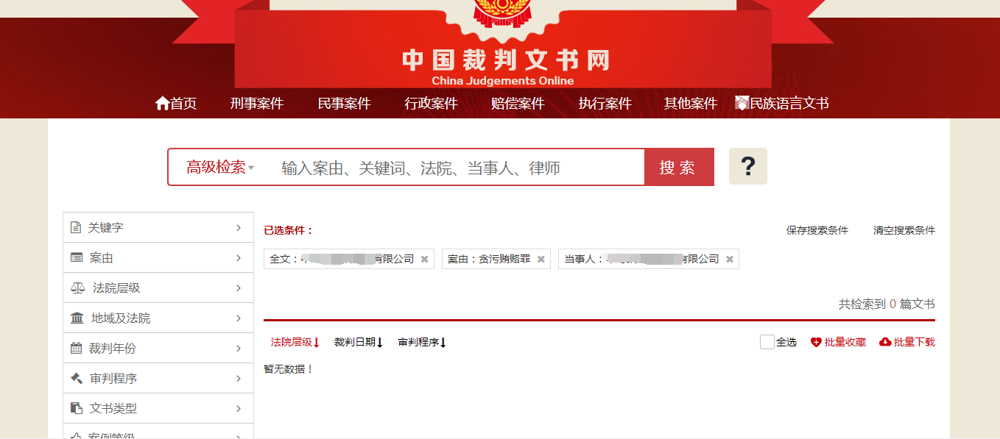 中国裁判文书网
China Judgements Online
首页 刑事案件 民事案件 行政案件 赔偿案件 执行案件 其他案件 民族语言文书
高级检索 输入案由、关键词、法院、当事人、律师 搜索 ?
关键字
案由
法院层级
地域及法院
裁判年份
审判程序
文书类型
案例等级
已选条件： 保存搜索条件 清空搜索条件
全文： 有限公司 × 案由：贪污贿赂罪 × 当事人： 有限公司 ×
共检索到 0 篇文书
法院层级 裁判日期 审判程序 全选 批量收藏 批量下载
暂无数据！